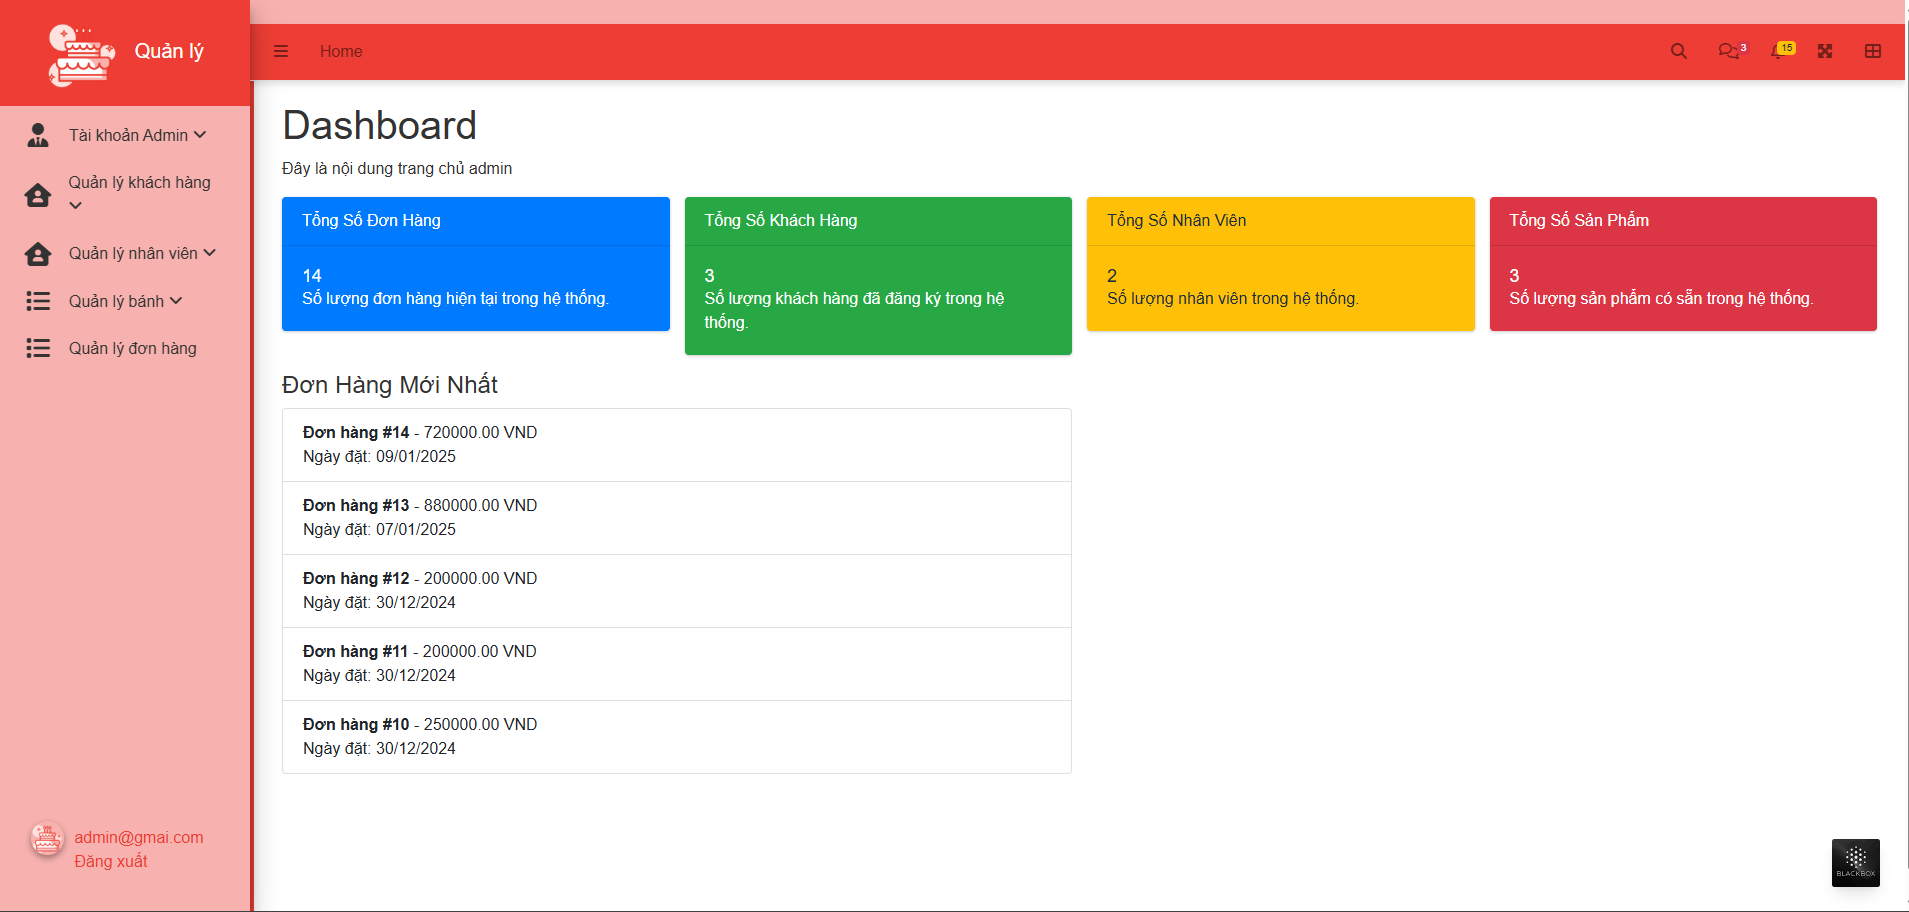 Quản lý
Home
3
15
Tài khoản Admin
Quản lý khách hàng
Quản lý nhân viên
Quản lý bánh
Quản lý đơn hàng
admin@gmai.com
Đăng xuất
Dashboard
Đây là nội dung trang chủ admin
Tổng Số Đơn Hàng
14
Số lượng đơn hàng hiện tại trong hệ thống.
Tổng Số Khách Hàng
3
Số lượng khách hàng đã đăng ký trong hệ
thống.
Tổng Số Nhân Viên
2
Số lượng nhân viên trong hệ thống.
Tổng Số Sản Phẩm
3
Số lượng sản phẩm có sẵn trong hệ thống.
Đơn Hàng Mới Nhất
Đơn hàng #14 - 720000.00 VND
Ngày đặt: 09/01/2025
Đơn hàng #13 - 880000.00 VND
Ngày đặt: 07/01/2025
Đơn hàng #12 - 200000.00 VND
Ngày đặt: 30/12/2024
Đơn hàng #11 - 200000.00 VND
Ngày đặt: 30/12/2024
Đơn hàng #10 - 250000.00 VND
Ngày đặt: 30/12/2024
BLACKBOX